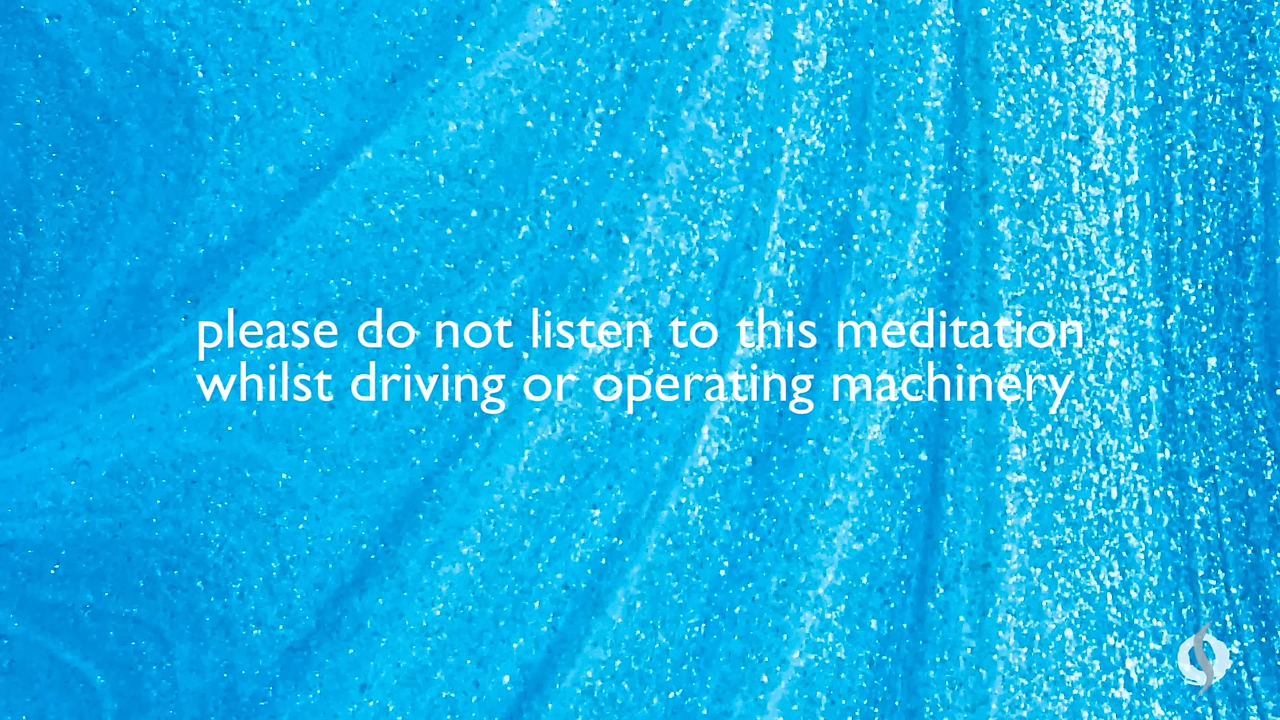 please do not listen to this meditation
whilst driving or operating machinery